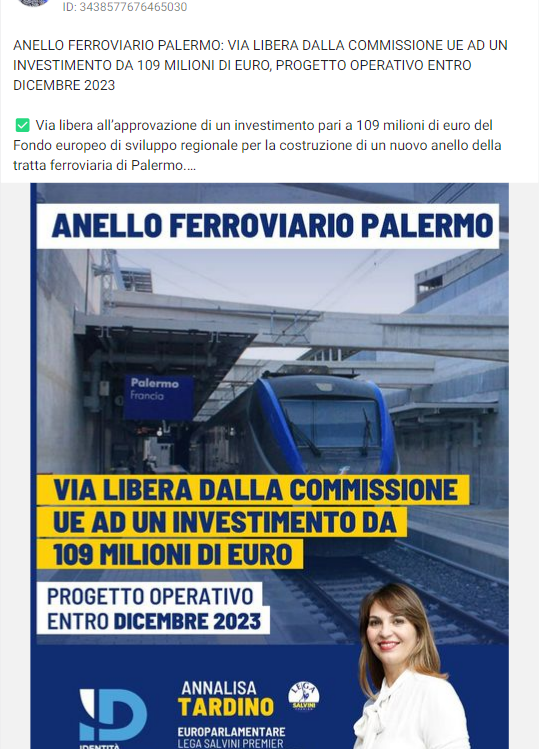 ID: 3438577676465030
ANELLO FERROVIARIO PALERMO: VIA LIBERA DALLA COMMISSIONE UE AD UN
INVESTIMENTO DA 109 MILIONI DI EURO, PROGETTO OPERATIVO ENTRO
DICEMBRE 2023
✅ Via libera all’approvazione di un investimento pari a 109 milioni di euro del
Fondo europeo di sviluppo regionale per la costruzione di un nuovo anello della
tratta ferroviaria di Palermo....
ANELLO FERROVIARIO PALERMO
Palermo
Francia
VIA LIBERA DALLA COMMISSIONE
UE AD UN INVESTIMENTO DA
109 MILIONI DI EURO
PROGETTO OPERATIVO
ENTRO DICEMBRE 2023
ID
IDENTITÀ
ANNALISA
TARDINO
EUROPARLAMENTARE
LEGA SALVINI PREMIER
LEGA
SALVINI